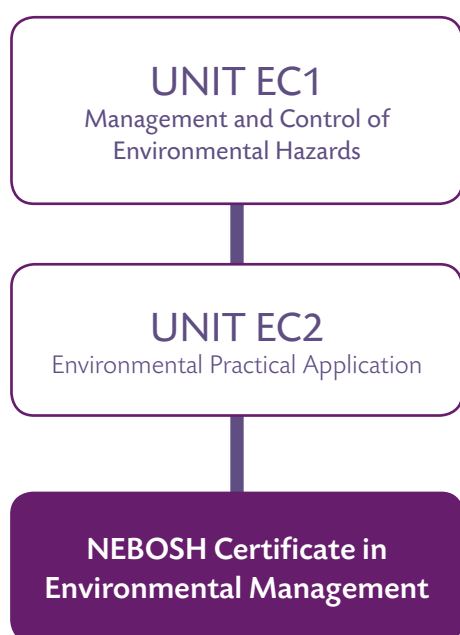 UNIT EC1
Management and Control of
Environmental Hazards
UNIT EC2
Environmental Practical Application
NEBOSH Certificate in
Environmental Management